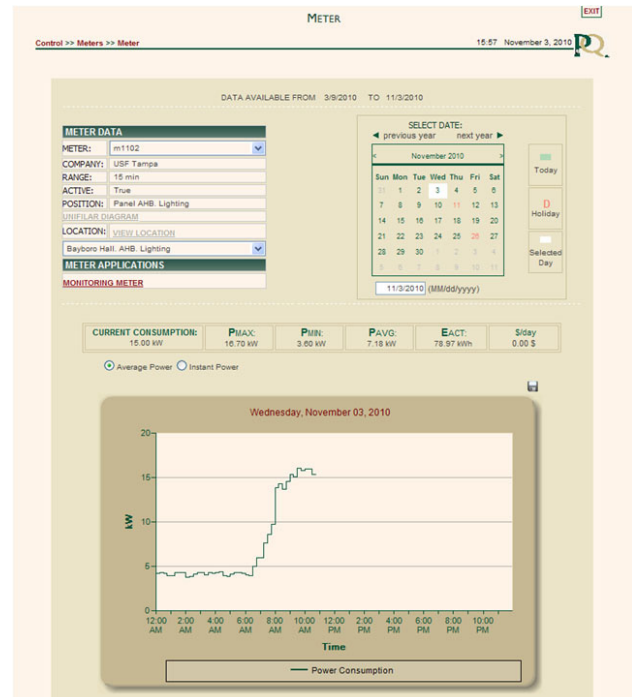 METER
EXIT
Control >> Meters >> Meter
15:57 November 3, 2010
PQ
DATA AVAILABLE FROM 3/9/2010 TO 11/3/2010
METER DATA
METER: m1102
COMPANY: USF Tampa
RANGE: 15 min
ACTIVE: True
POSITION: Panel AHB. Lighting
UNIFILAR DIAGRAM
LOCATION: VIEW LOCATION
Bayboro Hall. AHB. Lighting
METER APPLICATIONS
MONITORING METER
SELECT DATE:
previous year next year
< November 2010 >
Sun Mon Tue Wed Thu Fri Sat
31 1 2 3 4 5 6
7 8 9 10 11 12 13
14 15 16 17 18 19 20
21 22 23 24 25 26 27
28 29 30 1 2 3 4
5 6 7 8 9 10 11
11/3/2010 (MM/dd/yyyy)
Today
D
Holiday
Selected
Day
CURRENT CONSUMPTION: PMAX: PMIN: PAVG: EACT: $/day
15.00 kW 16.70 kW 3.60 kW 7.18 kW 78.97 kWh 0.00 $
Average Power Instant Power
Wednesday, November 03, 2010
20
15
10
5
0
kW
12:00 2:00 4:00 6:00 8:00 10:00 12:00 2:00 4:00 6:00 8:00 10:00
AM AM AM AM AM AM PM PM PM PM PM PM
Time
Power Consumption